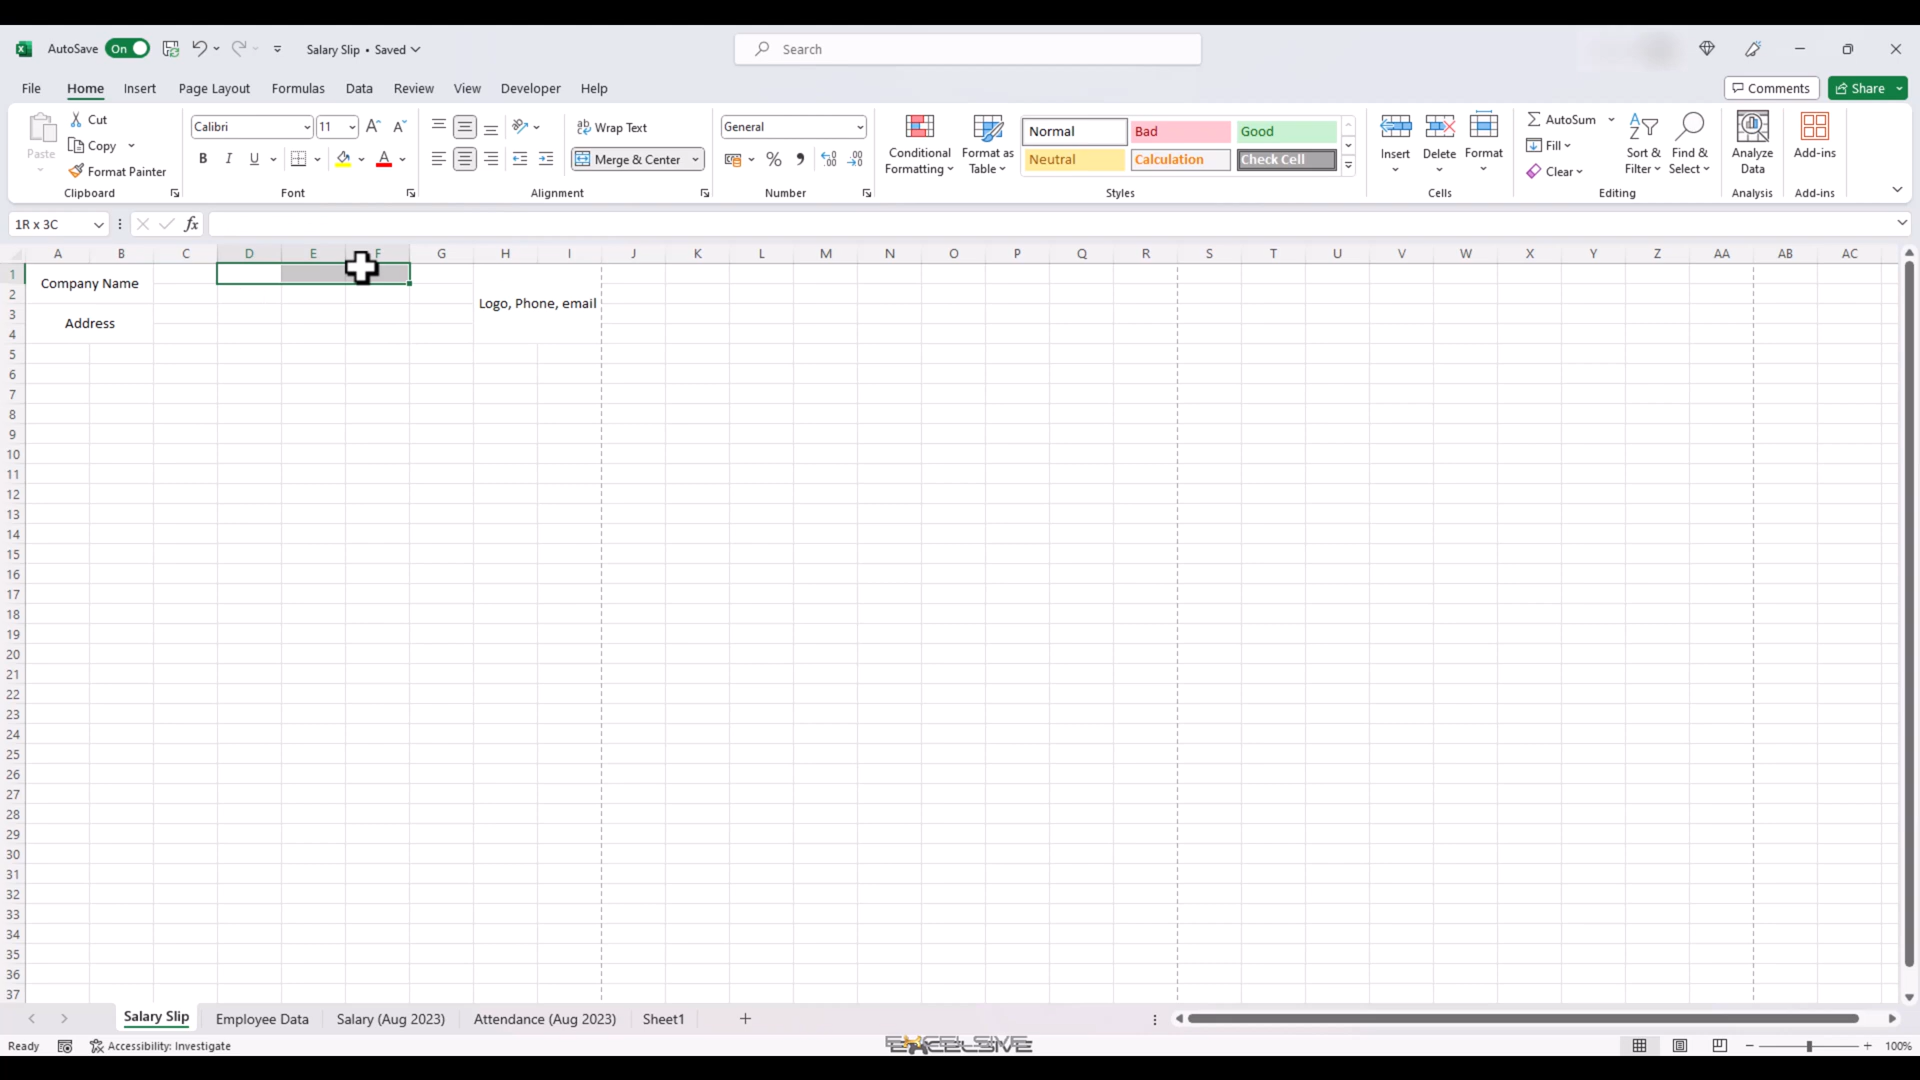 AutoSave On Salary Slip • Saved Search
File Home Insert Page Layout Formulas Data Review View Developer Help Comments Share
Paste Cut Copy Format Painter Clipboard
Calibri 11 A A B I U A Font
Wrap Text Merge & Center Alignment
General % Number
Conditional Formatting Format as Table
Normal Bad Good
Neutral Calculation Check Cell
Styles
Insert Delete Format Cells
AutoSum Fill Clear Sort & Filter Find & Select Editing
Analyze Data Analysis
Add-ins Add-ins
1R x 3C fx
A B C D E F G H I J K L M N O P Q R S T U V W X Y Z AA AB AC
1
Company Name
2
Logo, Phone, email
3
Address
4
5
6
7
8
9
10
11
12
13
14
15
16
17
18
19
20
21
22
23
24
25
26
27
28
29
30
31
32
33
34
35
36
37
Salary Slip Employee Data Salary (Aug 2023) Attendance (Aug 2023) Sheet1
Ready Accessibility: Investigate EXCELSIVE 100%